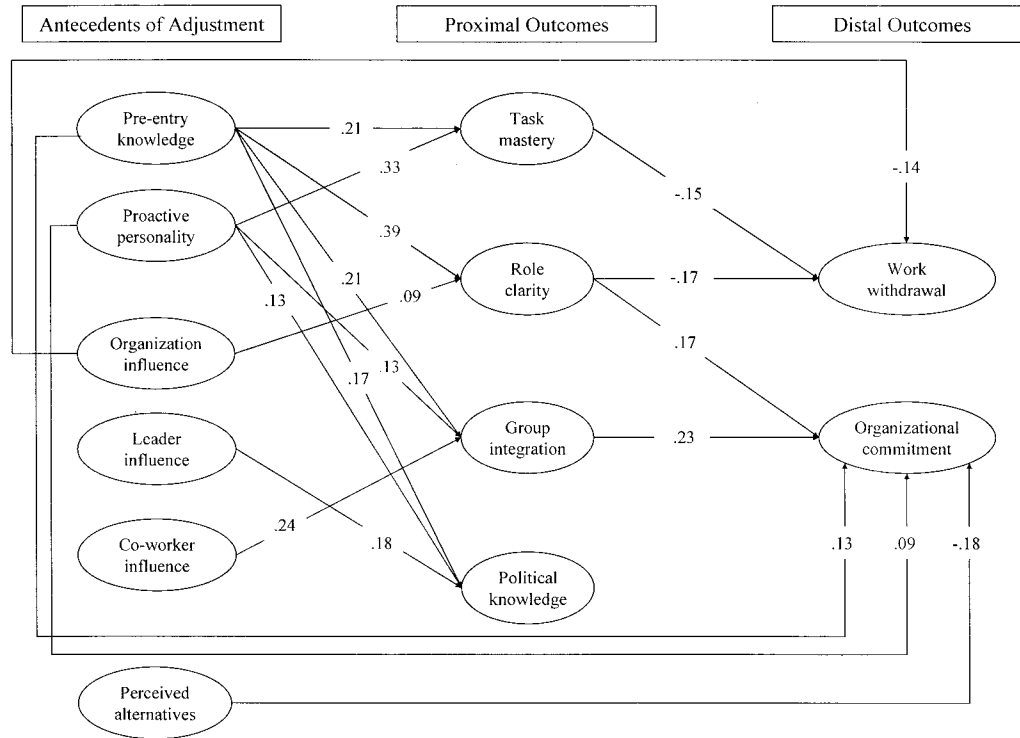 Antecedents of Adjustment
Proximal Outcomes
Distal Outcomes
Pre-entry
knowledge
Proactive
personality
Organization
influence
Leader
influence
Co-worker
influence
Perceived
alternatives
.21
.33
.39
.21
.13
.09
.13
.17
.24
.18
Task
mastery
Role
clarity
Group
integration
Political
knowledge
-.15
-.17
.17
.23
-.14
Work
withdrawal
Organizational
commitment
.13
.09
-.18